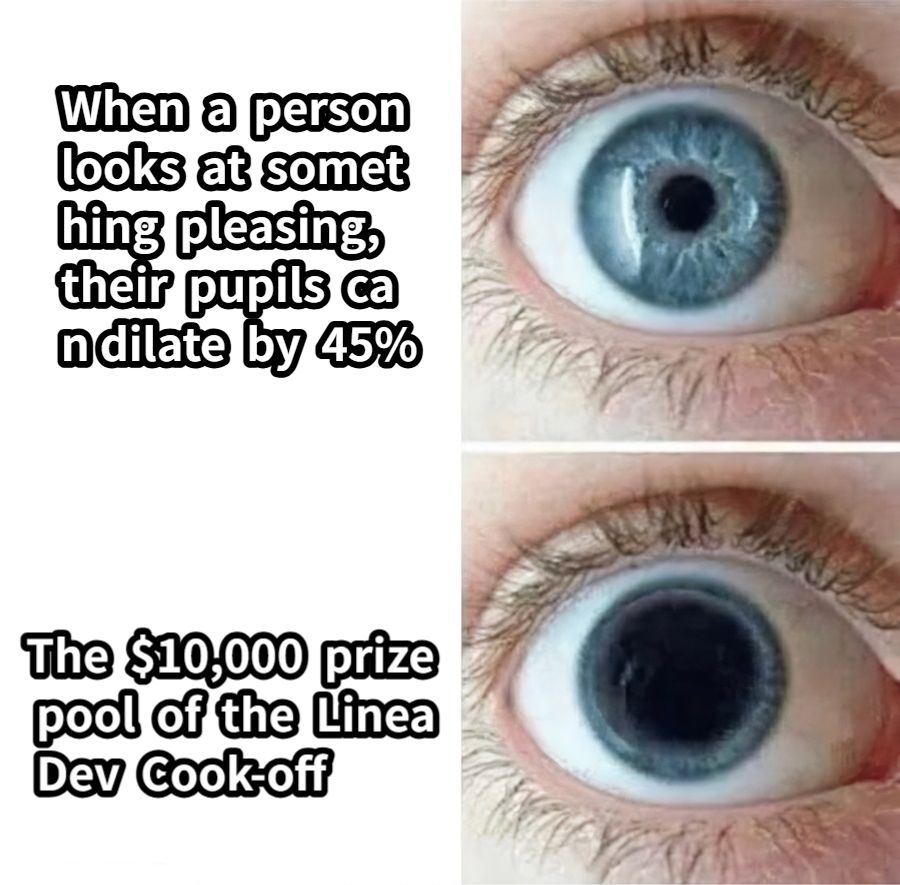 When a person
looks at somet
hing pleasing,
their pupils ca
n dilate by 45%
The $10,000 prize
pool of the Linea
Dev Cook-off